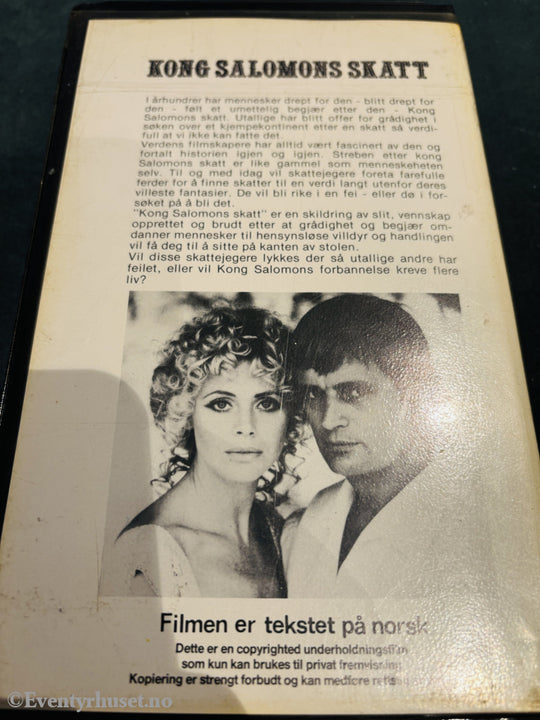 KONG SALOMONS SKATT
I århundrer har mennesker drept for den - blitt drept for
den - følt et umettelig begjær etter den - Kong
Salomons skatt. Utallige har blitt offer for grådighet i
søken over et kjempekontinent etter en skatt så verdi-
full at vi ikke kan fatte det.
Verdens filmskapere har alltid vært fascinert av den og
fortalt historien igjen og igjen. Streben etter kong
Salomons skatt er like gammel som menneskeheten
selv. Til og med idag vil skattejegere foreta farefulle
ferder for å finne skatter til en verdi langt utenfor deres
villeste fantasier. De vil bli rike i en fei - eller dø i for-
søket på å bli det.
"Kong Salomons skatt" er en skildring av slit, vennskap
opprettet og brudt etter at grådighet og begjær om-
danner mennesker til hensynsløse villdyr og handlingen
vil få deg til å sitte på kanten av stolen.
Vil disse skattejegere lykkes der så utallige andre har
feilet, eller vil Kong Salomons forbannelse kreve flere
liv?
Filmen er tekstet på norsk
Dette er en copyrighted underholdningsfilm
som kun kan brukes til privat fremvisning
Kopiering er strengt forbudt og kan medføre
©Eventyrhuset.no